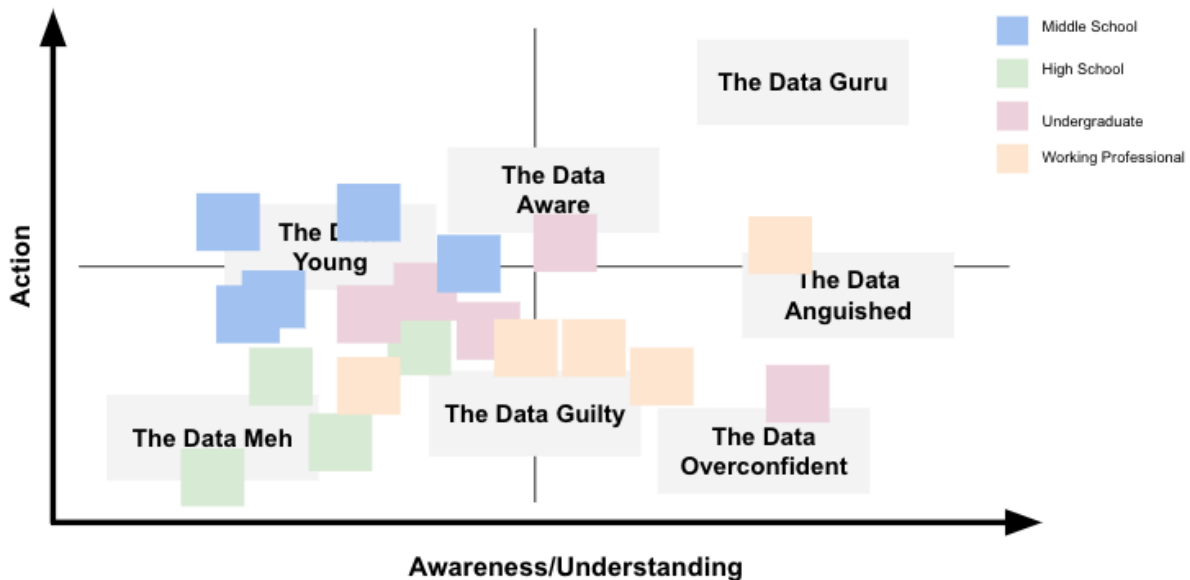 Middle School
The Data Guru
High School
Undergraduate
Working Professional
The Data
Aware
The D
Young
Action
The Data
Anguished
The Data Guilty
The Data Meh
The Data
Overconfident
Awareness/Understanding